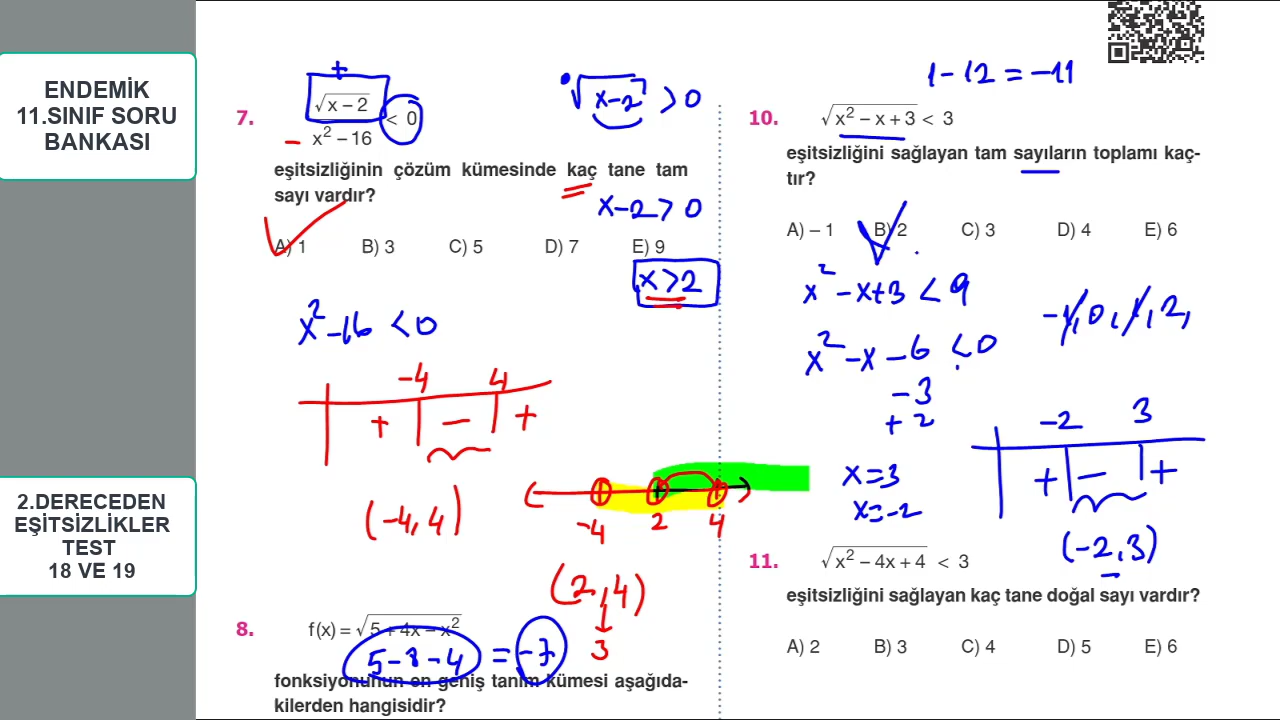 ENDEMİK
11.SINIF SORU
BANKASI
2.DERECEDEN
EŞİTSİZLİKLER
TEST
18 VE 19
7. √(x – 2) / (x² – 16) < 0
+
–
√(x-2) > 0
eşitsizliğinin çözüm kümesinde kaç tane tam
sayı vardır?
x-2 > 0
A) 1 B) 3 C) 5 D) 7 E) 9
x>2
x²-16 <0
-4 4
+ – +
(-4,4)
-4 2 4
(2,4)
3
8. f(x) = √(5 + 4x – x²)
5-8-4 = -7
fonksiyonunun en geniş tanım kümesi aşağıda-
kilerden hangisidir?
1-12 = -11
10. √(x² – x + 3) < 3
eşitsizliğini sağlayan tam sayıların toplamı kaç-
tır?
A) – 1 B) 2 C) 3 D) 4 E) 6
x²-x+3 < 9
-1, 0, 1, 2,
x²-x-6 <0
-3
+2
x=3
x=-2
-2 3
+ – +
(-2,3)
11. √(x² – 4x + 4) < 3
eşitsizliğini sağlayan kaç tane doğal sayı vardır?
A) 2 B) 3 C) 4 D) 5 E) 6